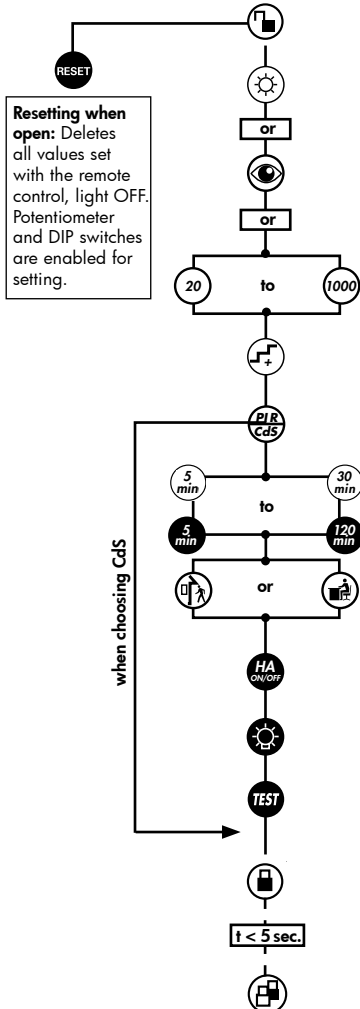 RESET
Resetting when
open: Deletes
all values set
with the remote
control, light OFF.
Potentiometer
and DIP switches
are enabled for
setting.
or
or
20 to 1000
+
PIR
CdS
5
min
30
min
to
5
min
120
min
or
when choosing CdS
HA
ON/OFF
TEST
t < 5 sec.